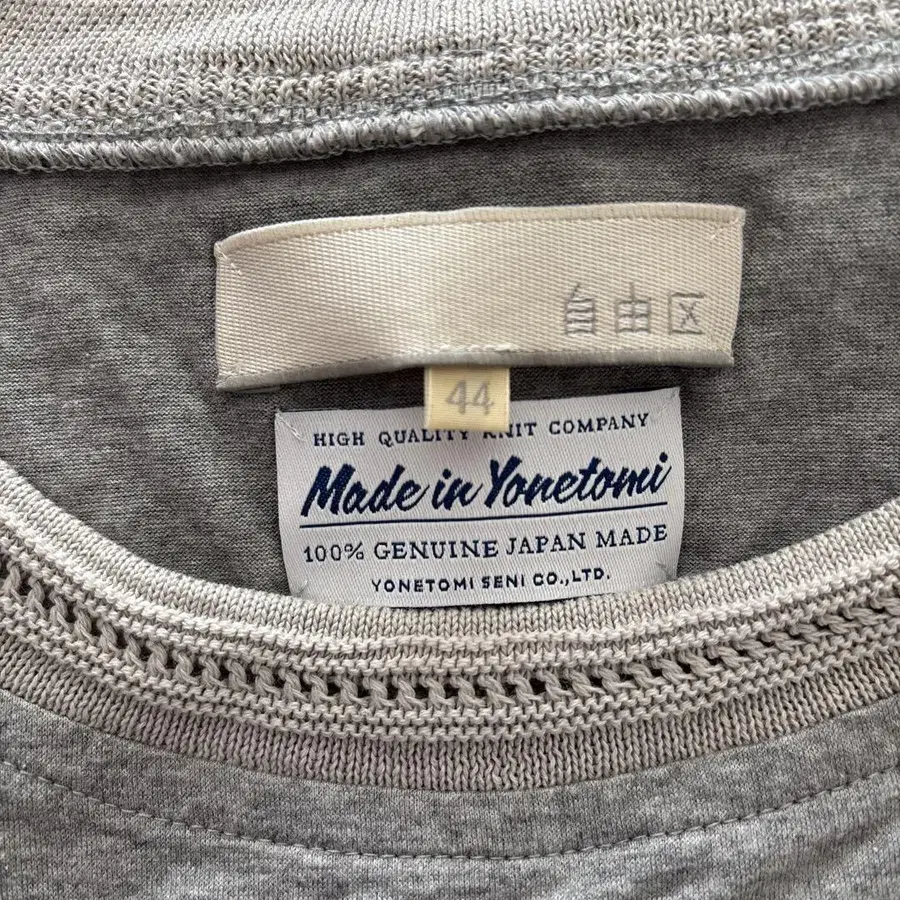 自由区
44
HIGH QUALITY KNIT COMPANY
Made in Yonetomi
100% GENUINE JAPAN MADE
YONETOMI SENI CO.,LTD.